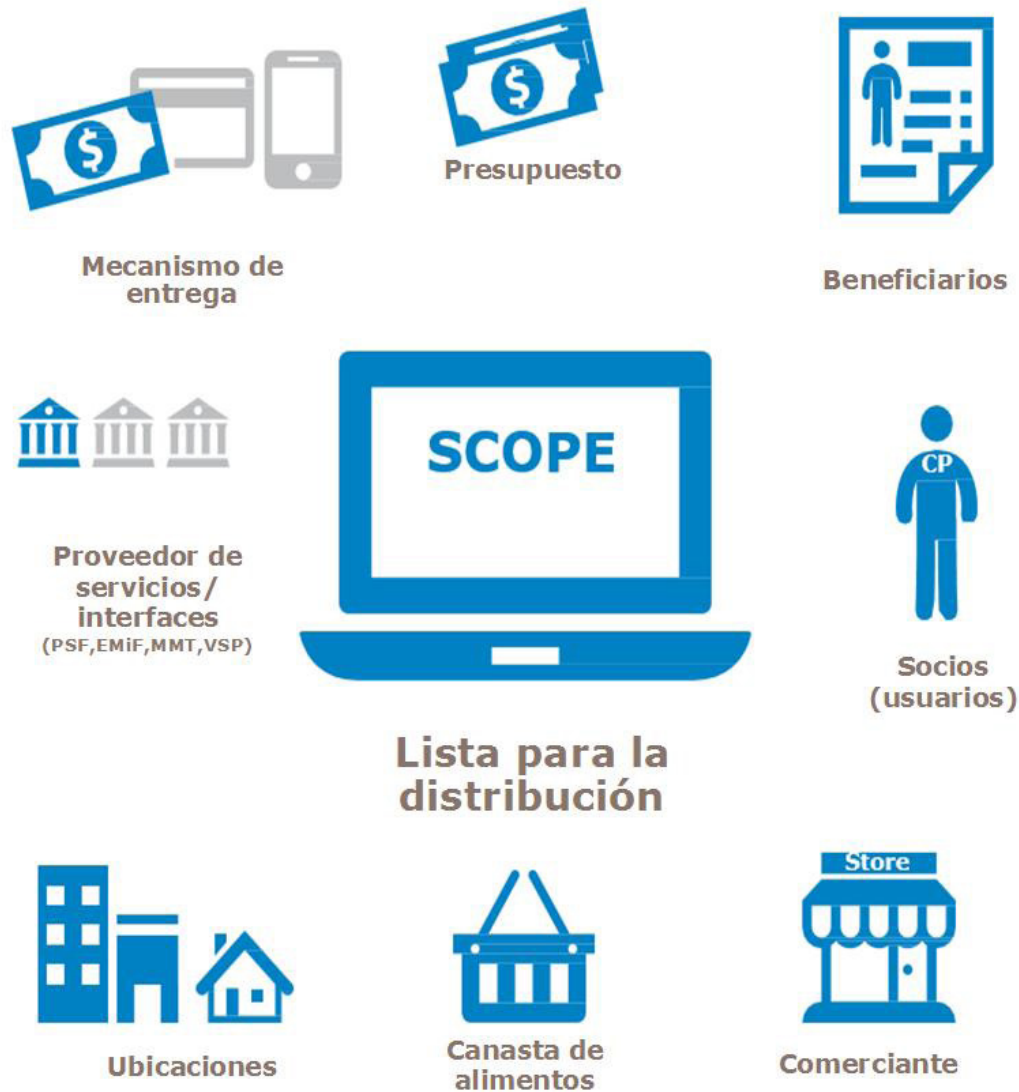 $
$
Presupuesto
Mecanismo de
entrega
Beneficiarios
SCOPE
CP
Proveedor de
servicios/
interfaces
(PSF,EMiF,MMT,VSP)
Socios
(usuarios)
Lista para la
distribución
Store
Ubicaciones
Canasta de
alimentos
Comerciante